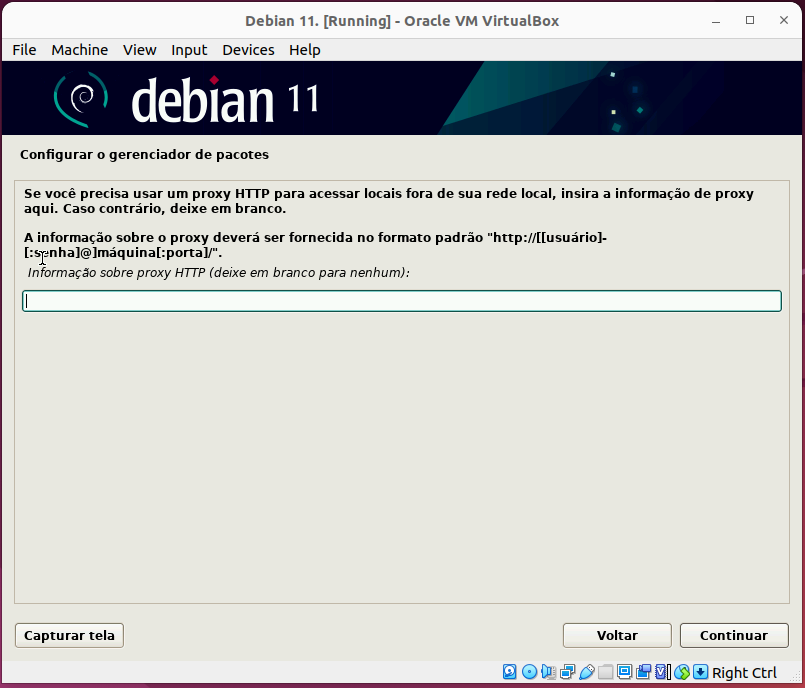 Debian 11. [Running] - Oracle VM VirtualBox
File Machine View Input Devices Help
debian 11
Configurar o gerenciador de pacotes
Se você precisa usar um proxy HTTP para acessar locais fora de sua rede local, insira a informação de proxy
aqui. Caso contrário, deixe em branco.
A informação sobre o proxy deverá ser fornecida no formato padrão "http://[[usuário]-
[:senha]@]máquina[:porta]/".
Informação sobre proxy HTTP (deixe em branco para nenhum):
Capturar tela
Voltar
Continuar
Right Ctrl